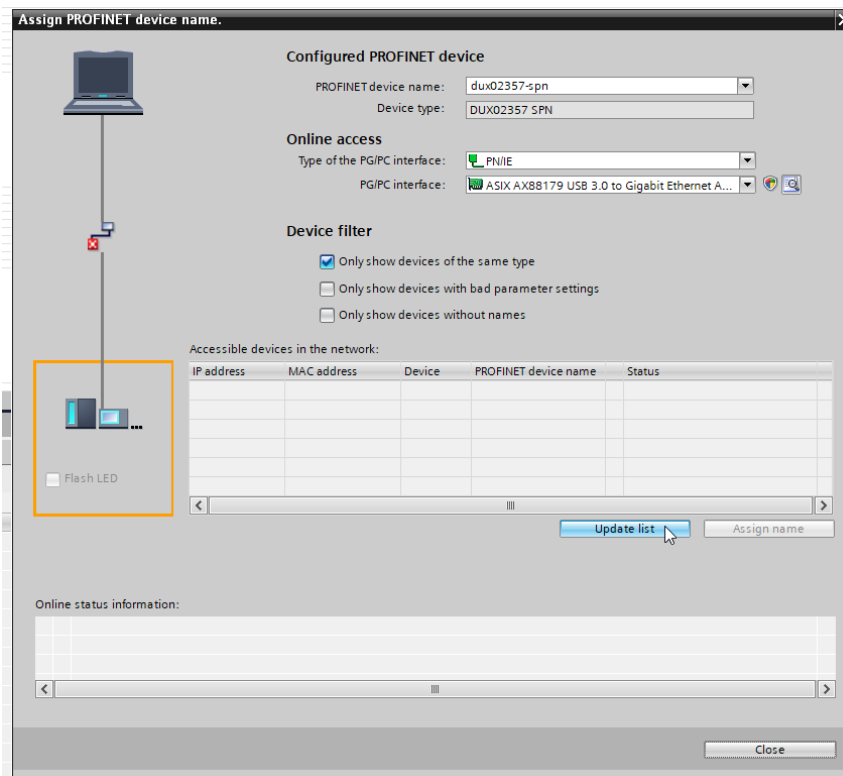 Assign PROFINET device name.
Configured PROFINET device
PROFINET device name: dux02357-spn
Device type: DUX02357 SPN
Online access
Type of the PG/PC interface: PN/IE
PG/PC interface: ASIX AX88179 USB 3.0 to Gigabit Ethernet A...
Device filter
Only show devices of the same type
Only show devices with bad parameter settings
Only show devices without names
Accessible devices in the network:
IP address MAC address Device PROFINET device name Status
Flash LED
Update list Assign name
Online status information:
Close